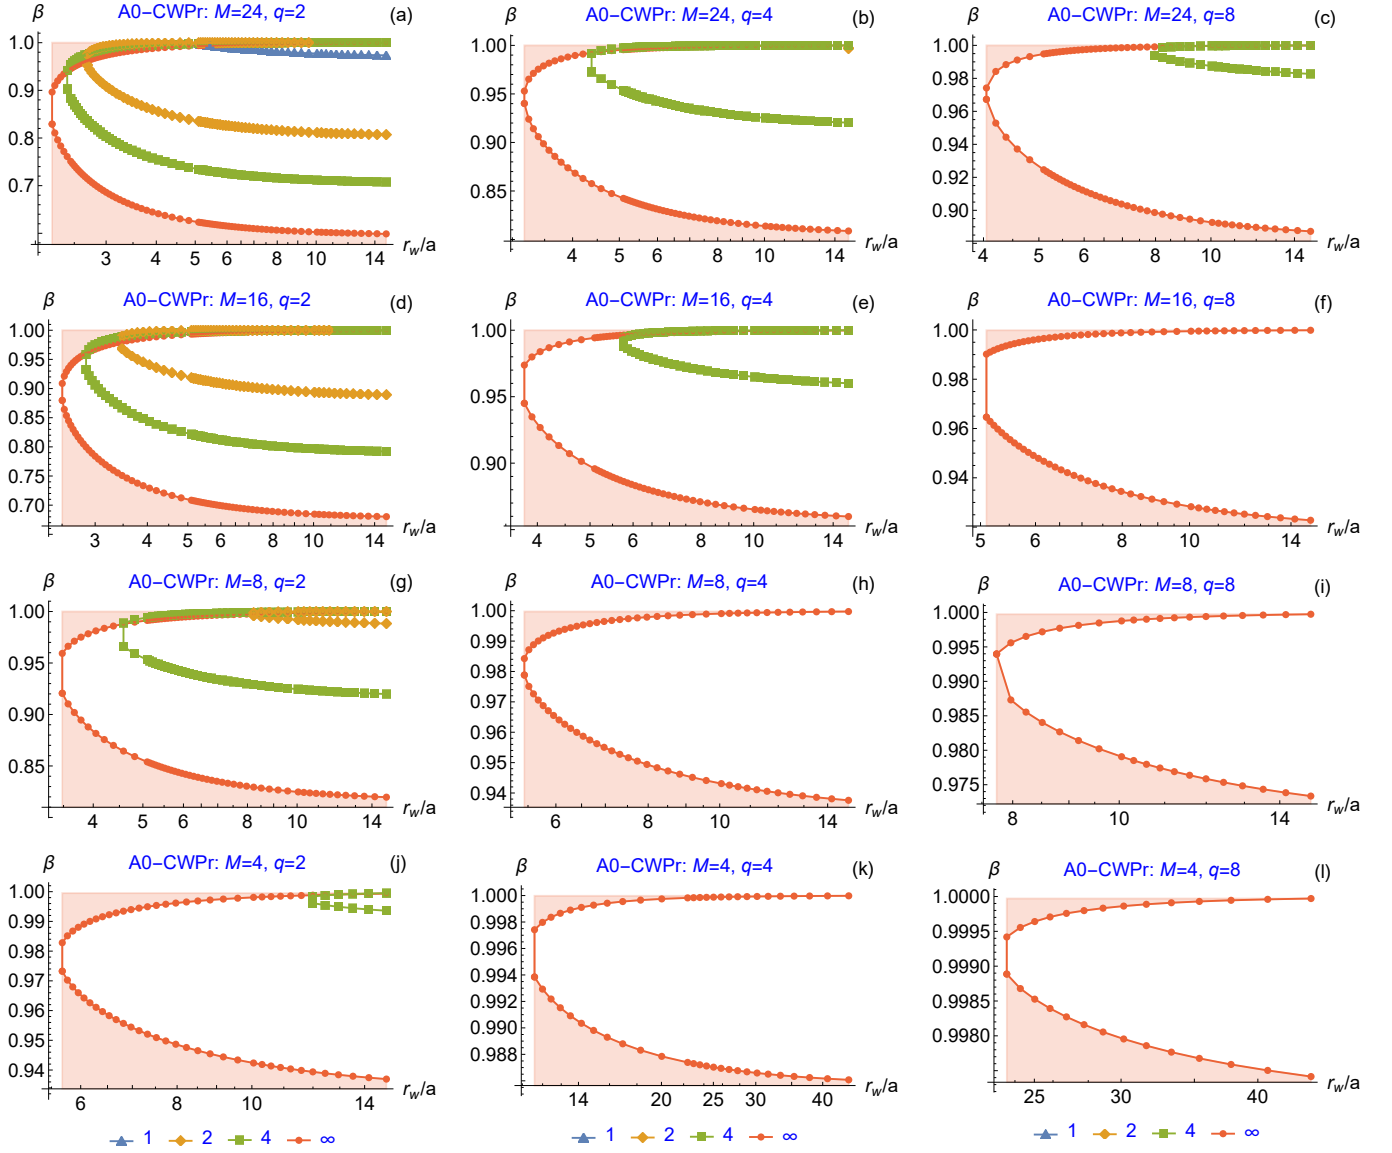 β A0−CWPr: M=24, q=2 (a)
1.0
0.9
0.8
0.7
3 4 5 6 8 10 14 r_w/a
β A0−CWPr: M=24, q=4 (b)
1.00
0.95
0.90
0.85
4 5 6 8 10 14 r_w/a
β A0−CWPr: M=24, q=8 (c)
1.00
0.98
0.96
0.94
0.92
0.90
4 5 6 8 10 14 r_w/a
β A0−CWPr: M=16, q=2 (d)
1.00
0.95
0.90
0.85
0.80
0.75
0.70
3 4 5 6 8 10 14 r_w/a
β A0−CWPr: M=16, q=4 (e)
1.00
0.95
0.90
4 5 6 8 10 14 r_w/a
β A0−CWPr: M=16, q=8 (f)
1.00
0.98
0.96
0.94
5 6 8 10 14 r_w/a
β A0−CWPr: M=8, q=2 (g)
1.00
0.95
0.90
0.85
4 5 6 8 10 14 r_w/a
β A0−CWPr: M=8, q=4 (h)
1.00
0.99
0.98
0.97
0.96
0.95
0.94
6 8 10 14 r_w/a
β A0−CWPr: M=8, q=8 (i)
1.000
0.995
0.990
0.985
0.980
0.975
8 10 14 r_w/a
β A0−CWPr: M=4, q=2 (j)
1.00
0.99
0.98
0.97
0.96
0.95
0.94
6 8 10 14 r_w/a
1 2 4 ∞
β A0−CWPr: M=4, q=4 (k)
1.000
0.998
0.996
0.994
0.992
0.990
0.988
14 20 25 30 40 r_w/a
1 2 4 ∞
β A0−CWPr: M=4, q=8 (l)
1.0000
0.9995
0.9990
0.9985
0.9980
25 30 40 r_w/a
1 2 4 ∞